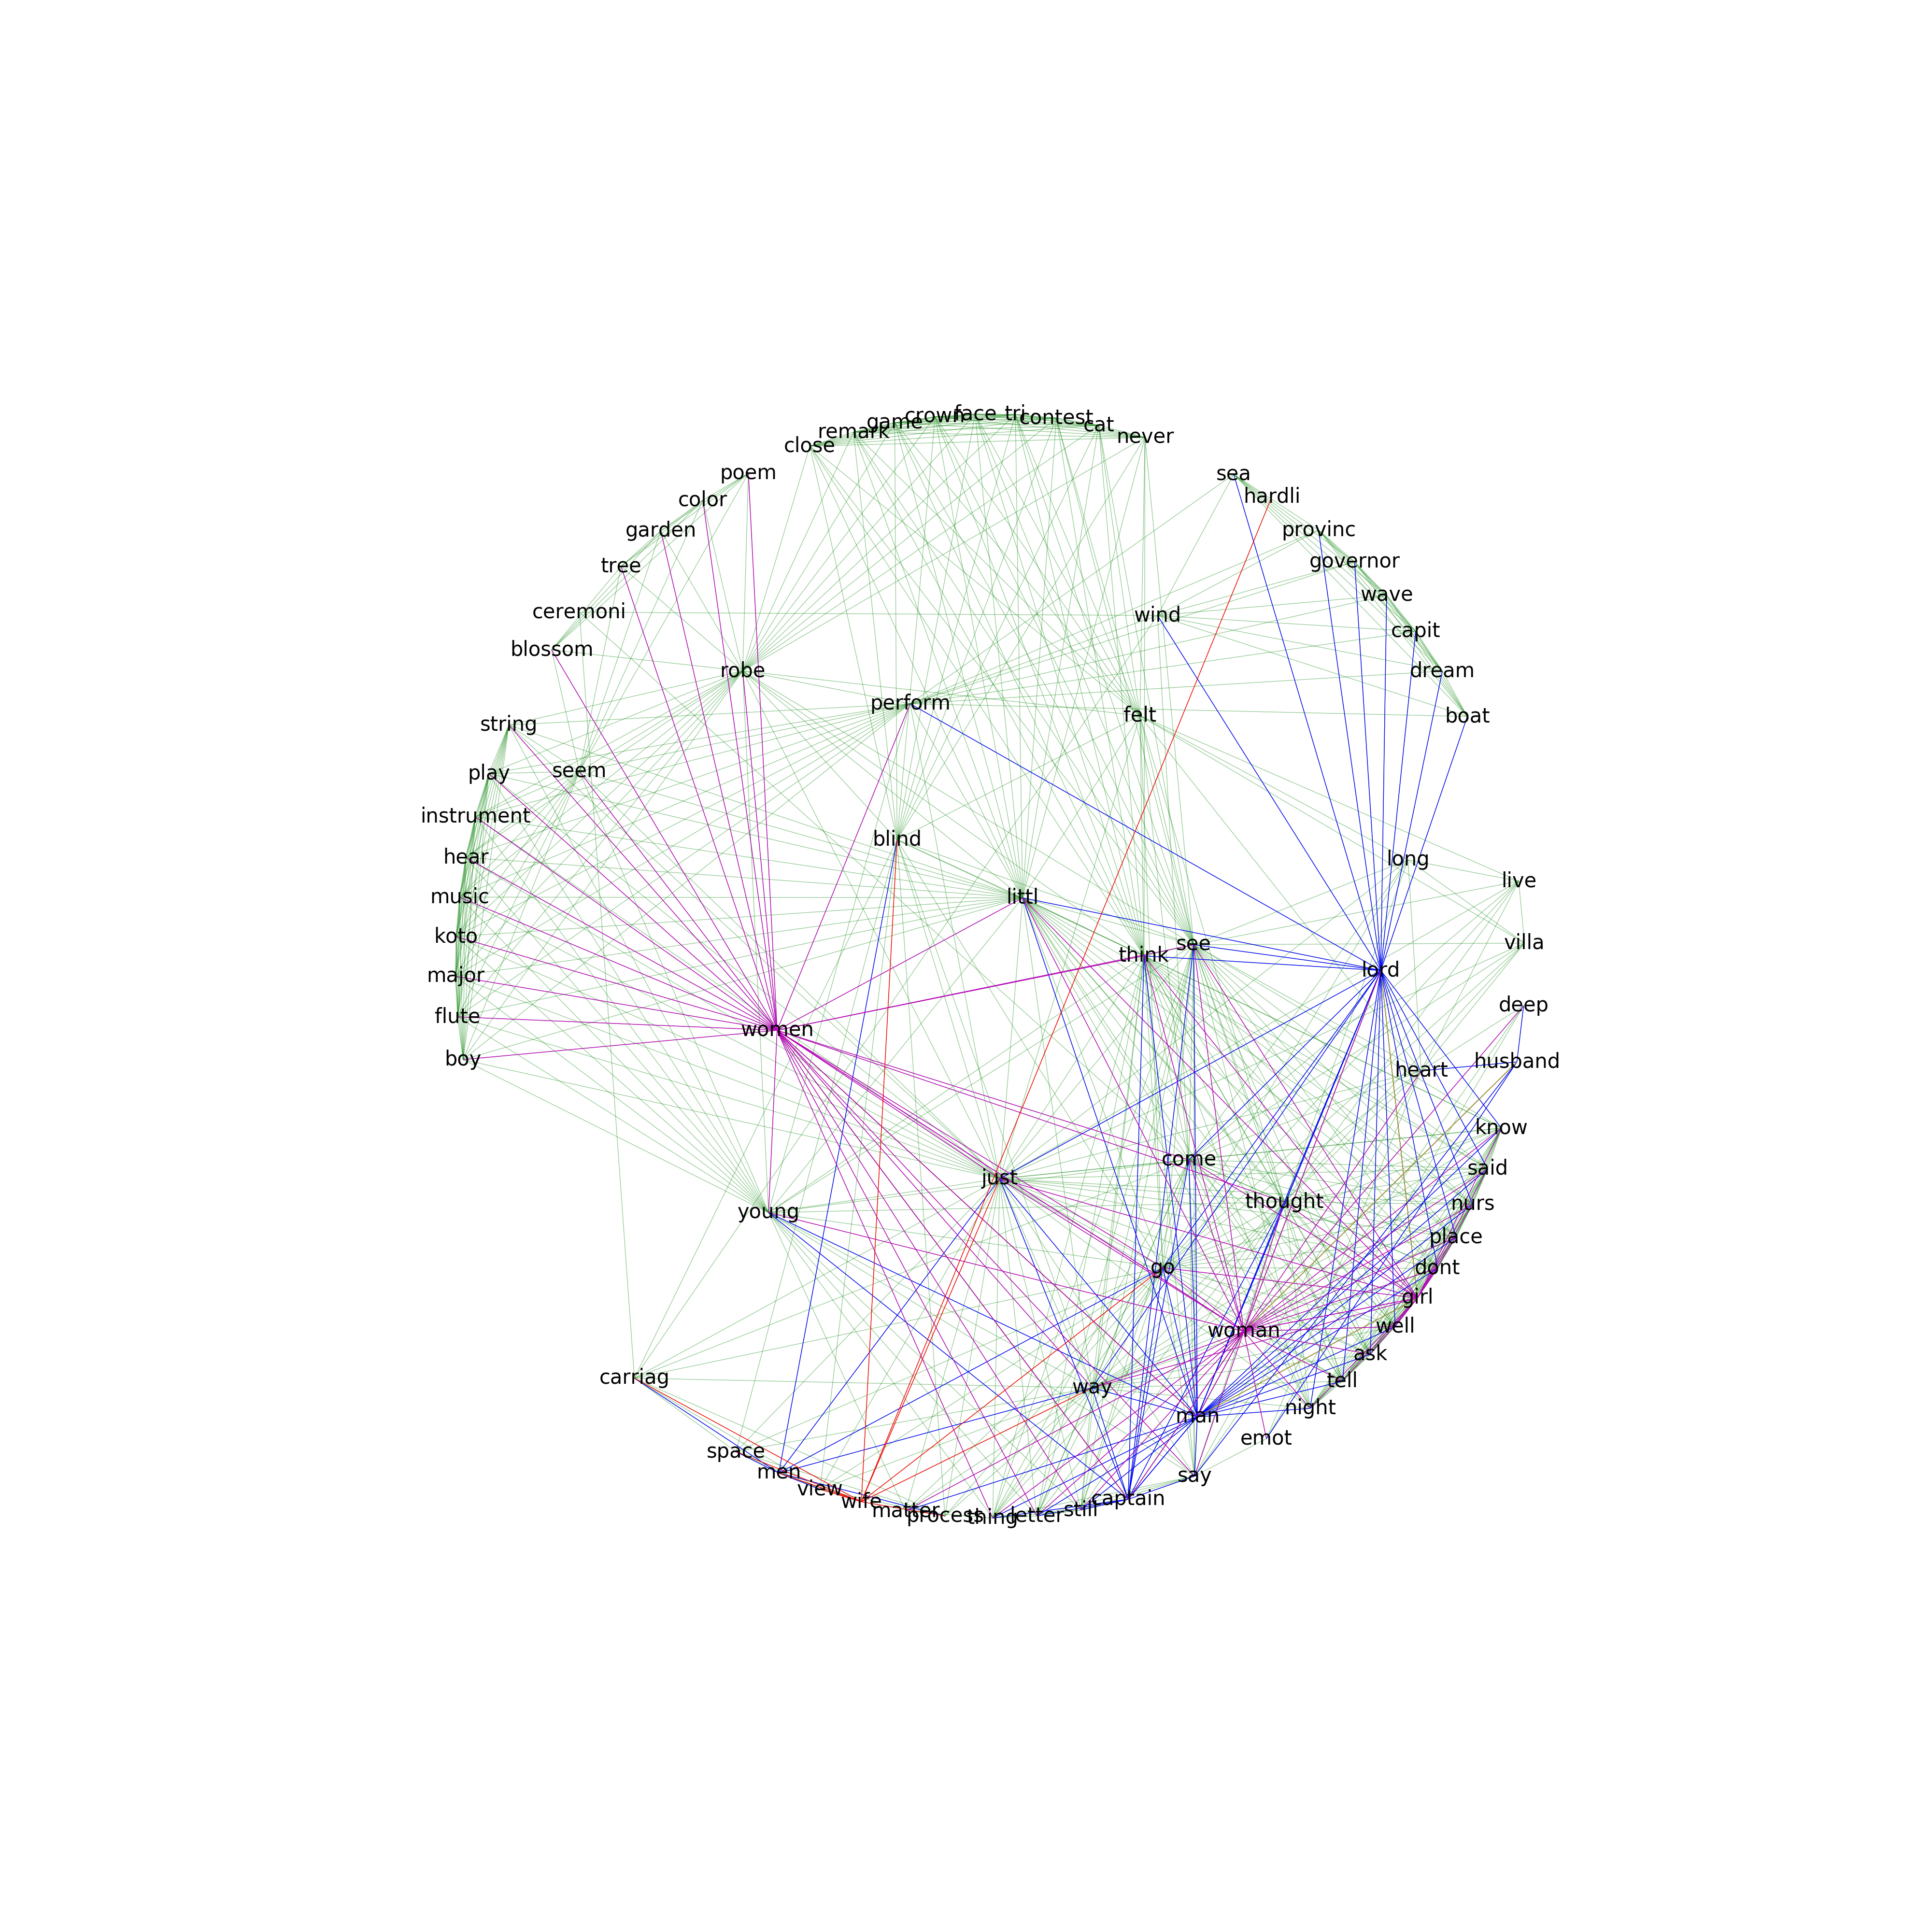 face
tri
crown
contest
game
cat
remark
never
close
poem
sea
hardli
color
garden
provinc
governor
tree
wave
ceremoni
wind
capit
blossom
robe
dream
perform
felt
boat
string
play
seem
instrument
blind
hear
long
live
music
littl
koto
see
villa
think
lord
major
deep
flute
women
boy
husband
heart
know
come
said
just
thought
nurs
young
place
go
dont
girl
well
woman
ask
carriag
tell
way
night
man
emot
space
men
say
view
captain
wife
still
matter
process
letter
thing